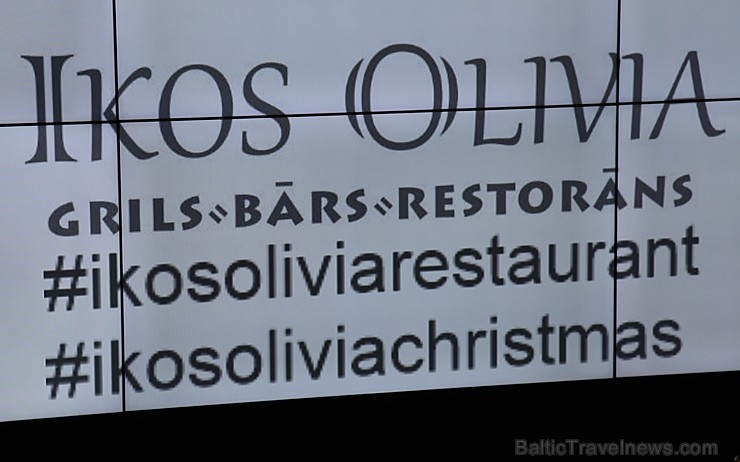 IKOS OLIVIA
GRILS BĀRS RESTORĀNS
#ikosoliviarestaurant
#ikosoliviachristmas
BalticTravelnews.com